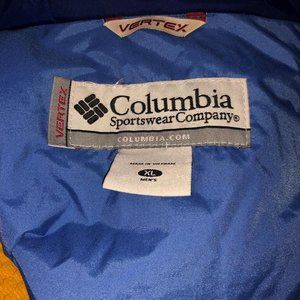 VERTEX
VERTEX
Columbia
Sportswear Company®
COLUMBIA.COM
MADE IN VIETNAM
XL
MEN'S